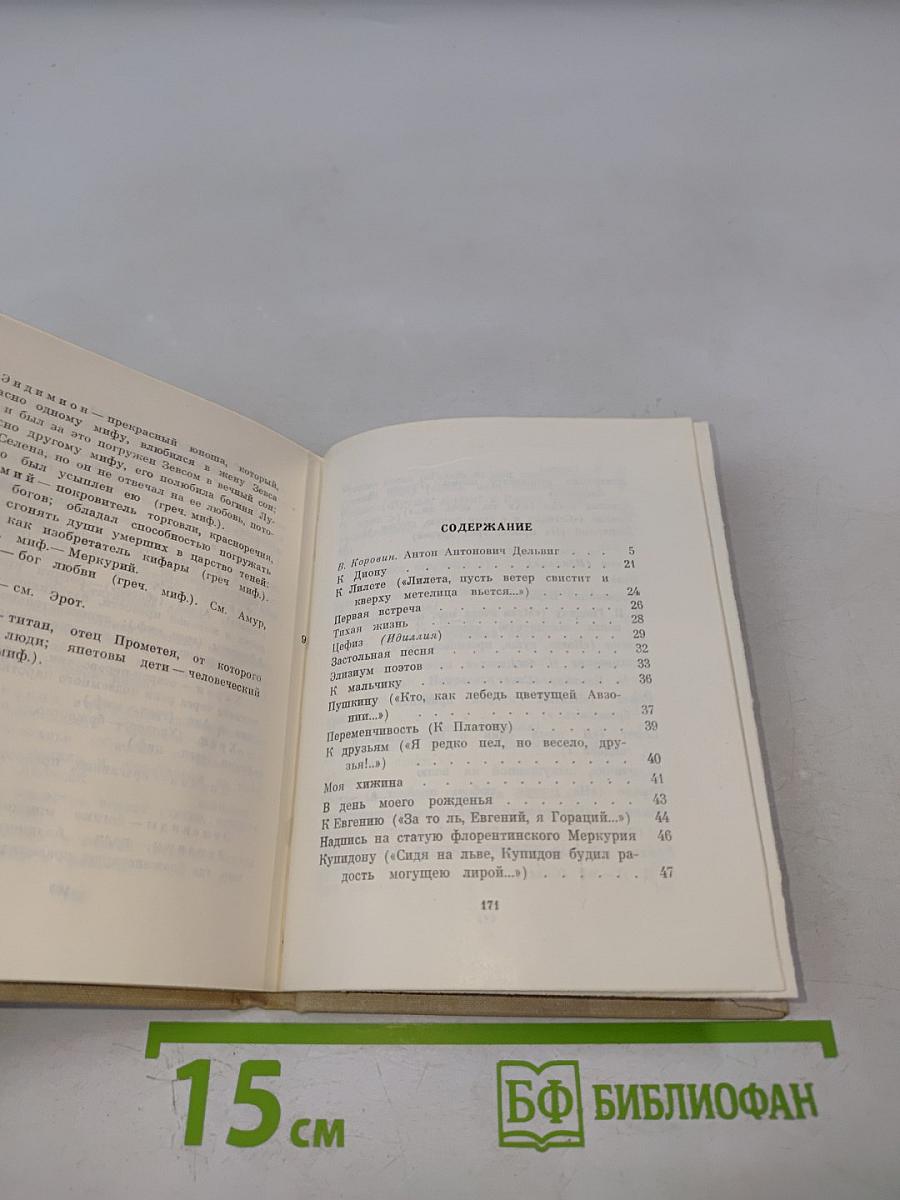 Эндимион — прекрасный юноша, который,
одному мифу, влюбился в жену Зевса
и был за это погружен Зевсом в вечный сон;
другому мифу, его полюбила богиня Лу-
Селена, но он не отвечал на ее любовь, пото-
был усыплен ею (греч. миф.).
— покровитель торговли, красноречия,
богов; обладал способностью погружать
сгонять души умерших в царство теней;
как изобретатель кифары (греч. миф.).
миф. — Меркурий.
— бог любви (греч. миф.). См. Амур,
— см. Эрот.
— титан, отец Прометея, от которого
люди; япетовы дети — человеческий
миф.).
СОДЕРЖАНИЕ
В. Коровин. Антон Антонович Дельвиг . . . 5
К Диону . . . . . . . . . . 21
К Лилете («Лилета, пусть ветер свистит и
кверху метелица вьется...») . . . . . . 24
Первая встреча . . . . . . . . . . 26
Тихая жизнь . . . . . . . . . . 28
Цефиз (Идиллия) . . . . . . . . . . 29
Застольная песня . . . . . . . . . . 32
Элизиум поэтов . . . . . . . . . . 33
К мальчику . . . . . . . . . . 36
Пушкину («Кто, как лебедь цветущей Авзо-
нии...») . . . . . . . . . . 37
Переменчивость (К Платону) . . . . . . 39
К друзьям («Я редко пел, но весело, дру-
зья!..») . . . . . . . . . . 40
Моя хижина . . . . . . . . . . 41
В день моего рожденья . . . . . . . . 43
К Евгению («За то ль, Евгений, я Гораций...») 44
Надпись на статую флорентинского Меркурия 46
Купидону («Сидя на льве, Купидон будил ра-
дость могущею лирой...») . . . . . . 47
171
15 см
БФ БИБЛИОФАН